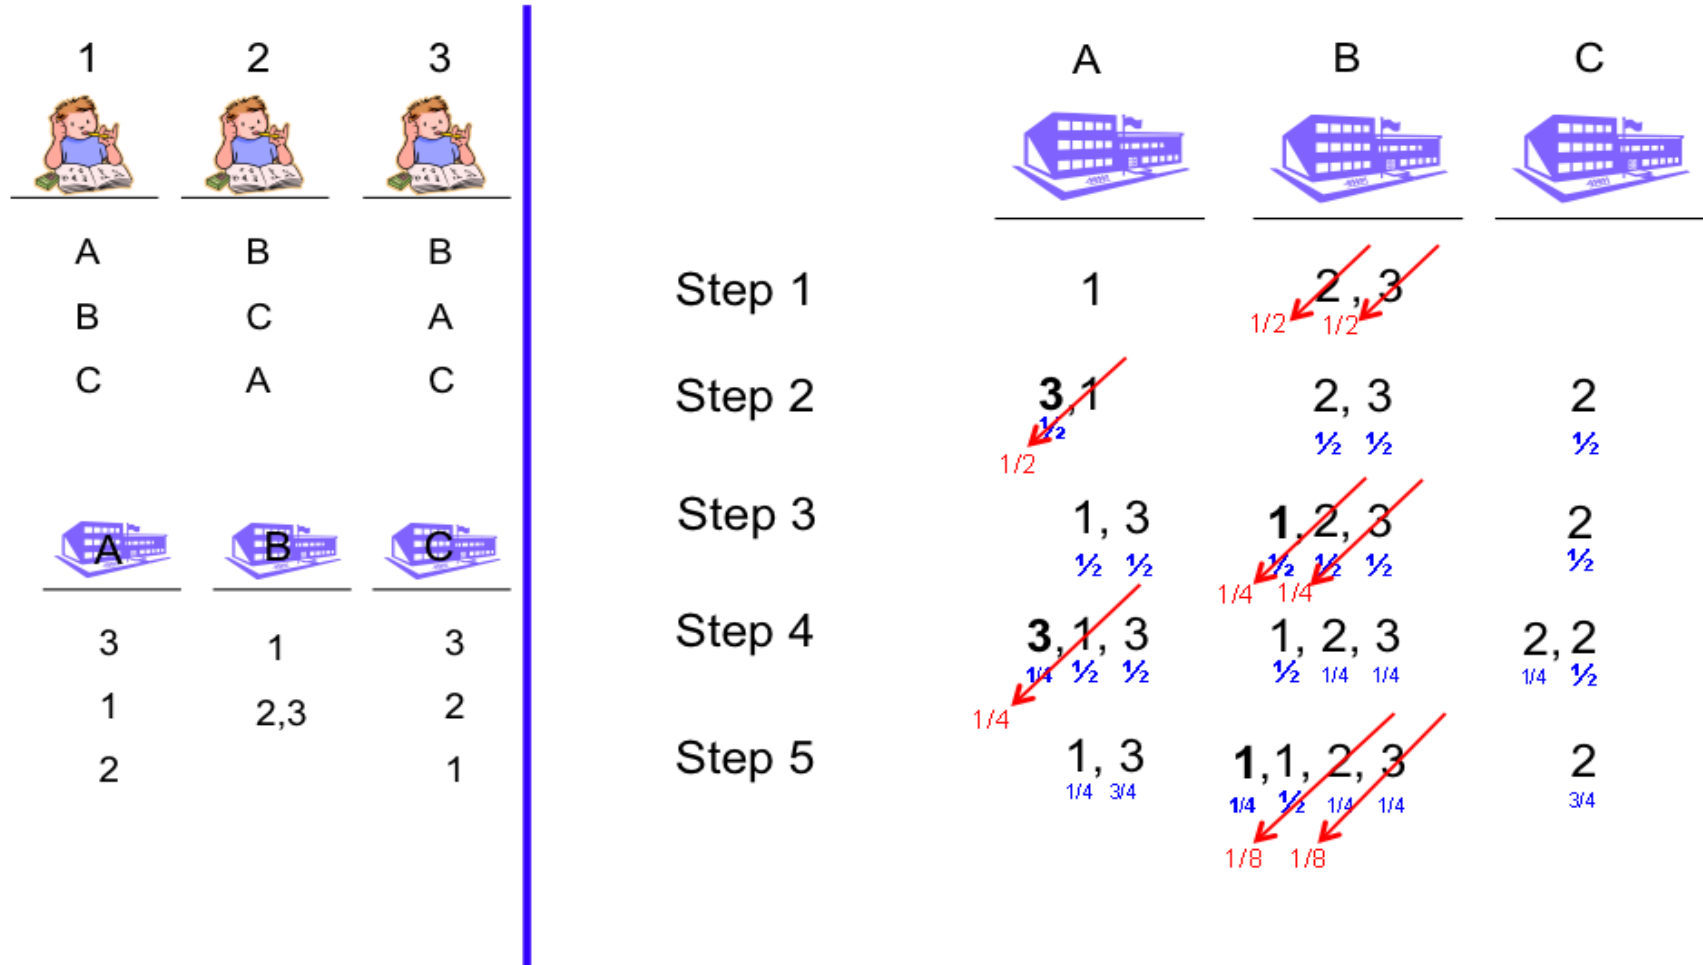 1 2 3
A B B
B C A
C A C
A B C
3 1 3
1 2,3 2
2 1
A B C
Step 1 1 2, 3
1/2 1/2
Step 2 3,1 2, 3 2
½ ½ ½ ½
1/2
Step 3 1, 3 1, 2, 3 2
½ ½ ½ ½ ½ ½
1/4 1/4
Step 4 3, 1, 3 1, 2, 3 2, 2
1/4 ½ ½ ½ 1/4 1/4 1/4 ½
1/4
Step 5 1, 3 1,1, 2, 3 2
1/4 3/4 1/4 ½ 1/4 1/4 3/4
1/8 1/8